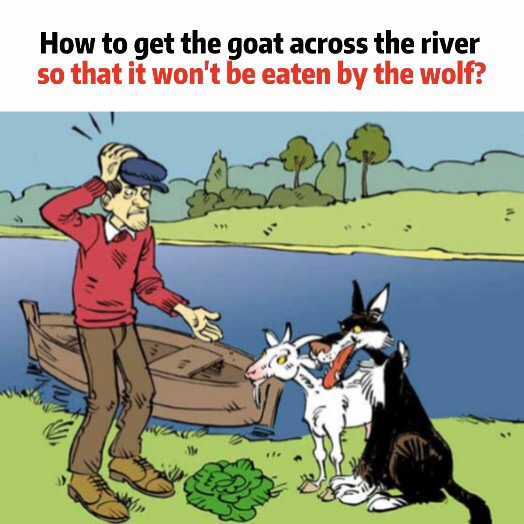 How to get the goat across the river
so that it won't be eaten by the wolf?